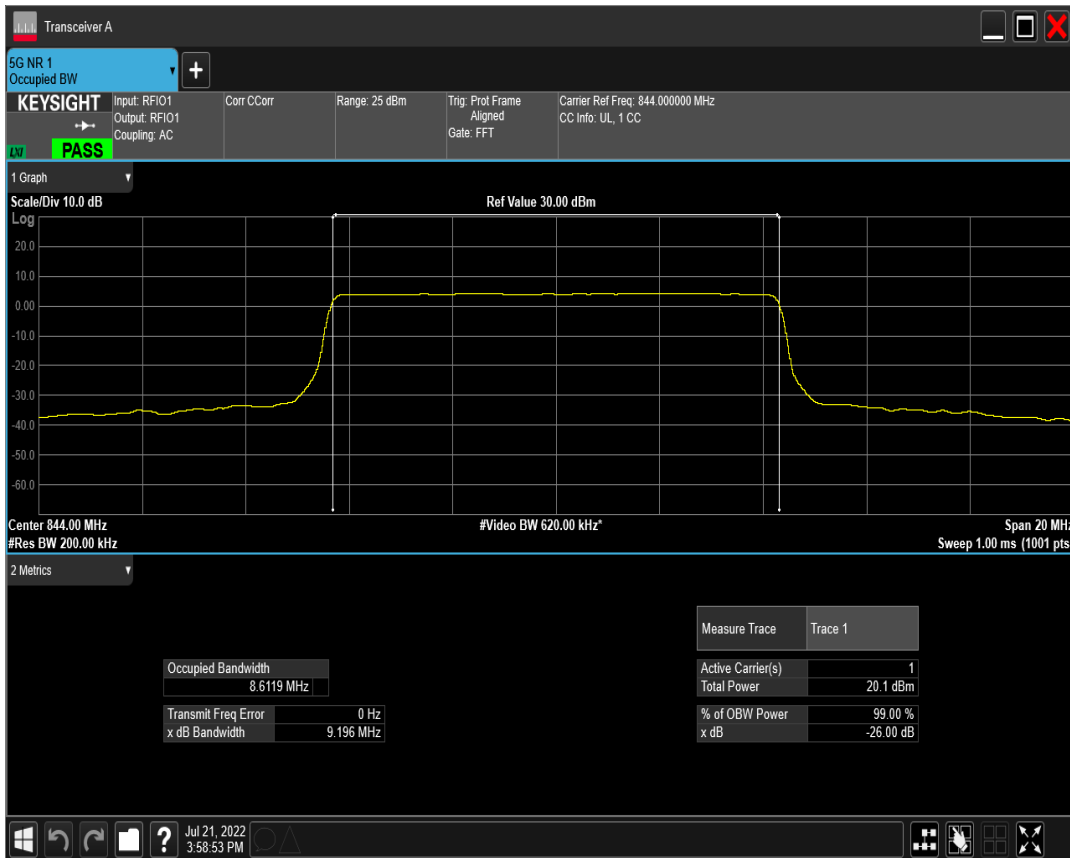 Transceiver A
5G NR 1
Occupied BW
KEYSIGHT
LXI
PASS
Input: RFIO1
Output: RFIO1
Coupling: AC
Corr CCorr
Range: 25 dBm
Trig: Prot Frame
Aligned
Gate: FFT
Carrier Ref Freq: 844.000000 MHz
CC Info: UL, 1 CC
1 Graph
Scale/Div 10.0 dB
Ref Value 30.00 dBm
Log
20.0
10.0
0.00
-10.0
-20.0
-30.0
-40.0
-50.0
-60.0
Center 844.00 MHz
#Video BW 620.00 kHz*
Span 20 MHz
#Res BW 200.00 kHz
Sweep 1.00 ms (1001 pts
2 Metrics
Measure Trace Trace 1
Occupied Bandwidth
8.6119 MHz
Active Carrier(s) 1
Total Power 20.1 dBm
Transmit Freq Error 0 Hz
x dB Bandwidth 9.196 MHz
% of OBW Power 99.00 %
x dB -26.00 dB
?
Jul 21, 2022
3:58:53 PM